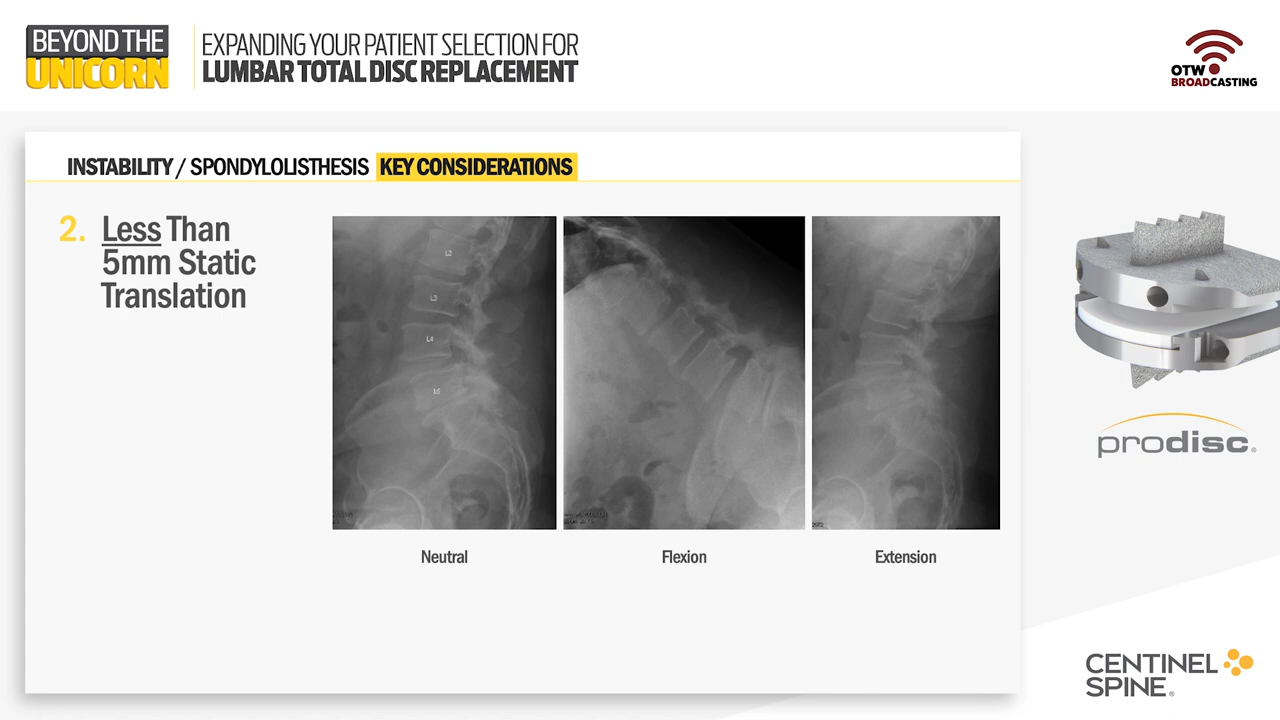 BEYOND THE
UNICORN
EXPANDING YOUR PATIENT SELECTION FOR
LUMBAR TOTAL DISC REPLACEMENT
OTW
BROADCASTING
INSTABILITY / SPONDYLOLISTHESIS KEY CONSIDERATIONS
2. Less Than
5mm Static
Translation
L2
L3
L4
L5
Neutral
Flexion
Extension
prodisc®
CENTINEL
SPINE®